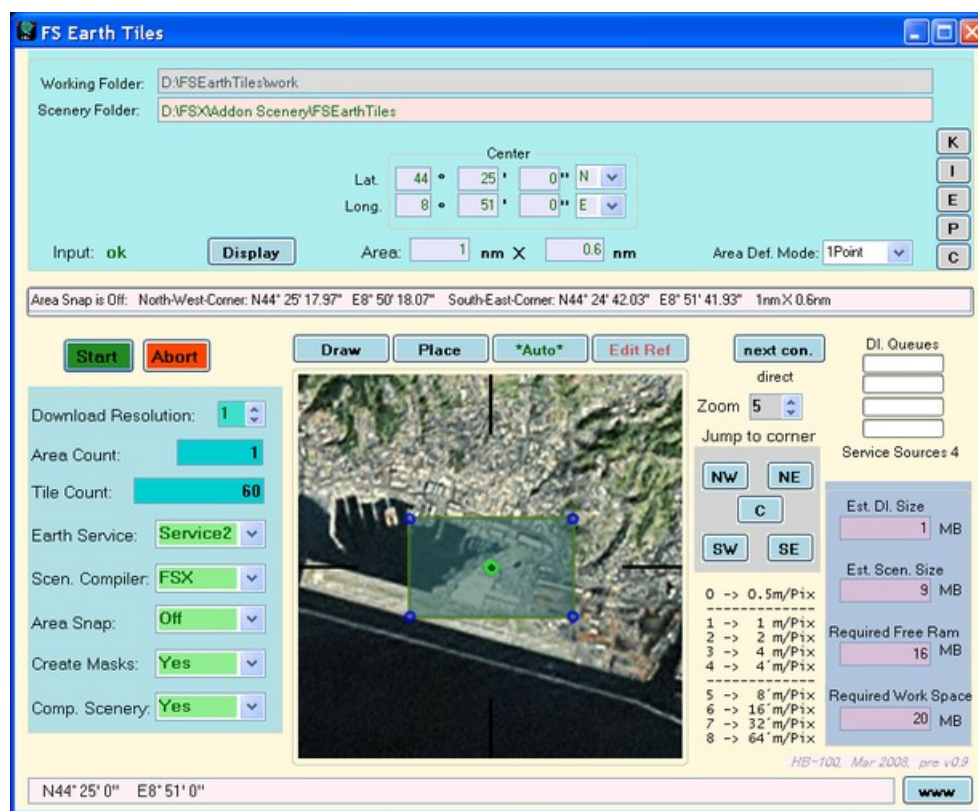 FS Earth Tiles
Working Folder: D:\FSEarthTiles\work
Scenery Folder: D:\FSX\Addon Scenery\FSEarthTiles
Center
Lat. 44 ° 25 ' 0" N
Long. 8 ° 51 ' 0" E
K
I
E
P
C
Input: ok Display Area: 1 nm X 0.6 nm Area Def. Mode: 1Point
Area Snap is Off: North-West-Corner: N44° 25' 17.97" E8° 50' 18.07" South-East-Corner: N44° 24' 42.03" E8° 51' 41.93" 1nm X 0.6nm
Start Abort
Draw Place *Auto* Edit Ref
next con.
direct
Zoom 5
Jump to corner
NW NE
C
SW SE
Dl. Queues
Service Sources 4
Download Resolution: 1
Area Count: 1
Tile Count: 60
Earth Service: Service2
Scen. Compiler: FSX
Area Snap: Off
Create Masks: Yes
Comp. Scenery: Yes
0 -> 0.5m/Pix
---------------
1 -> 1 m/Pix
2 -> 2 m/Pix
3 -> 4 m/Pix
4 -> 4´m/Pix
---------------
5 -> 8´m/Pix
6 -> 16´m/Pix
7 -> 32´m/Pix
8 -> 64´m/Pix
Est. Dl. Size
1 MB
Est. Scen. Size
9 MB
Required Free Ram
16 MB
Required Work Space
20 MB
HB-100, Mar 2008, pre v0.9
N44° 25' 0" E8° 51' 0"
www